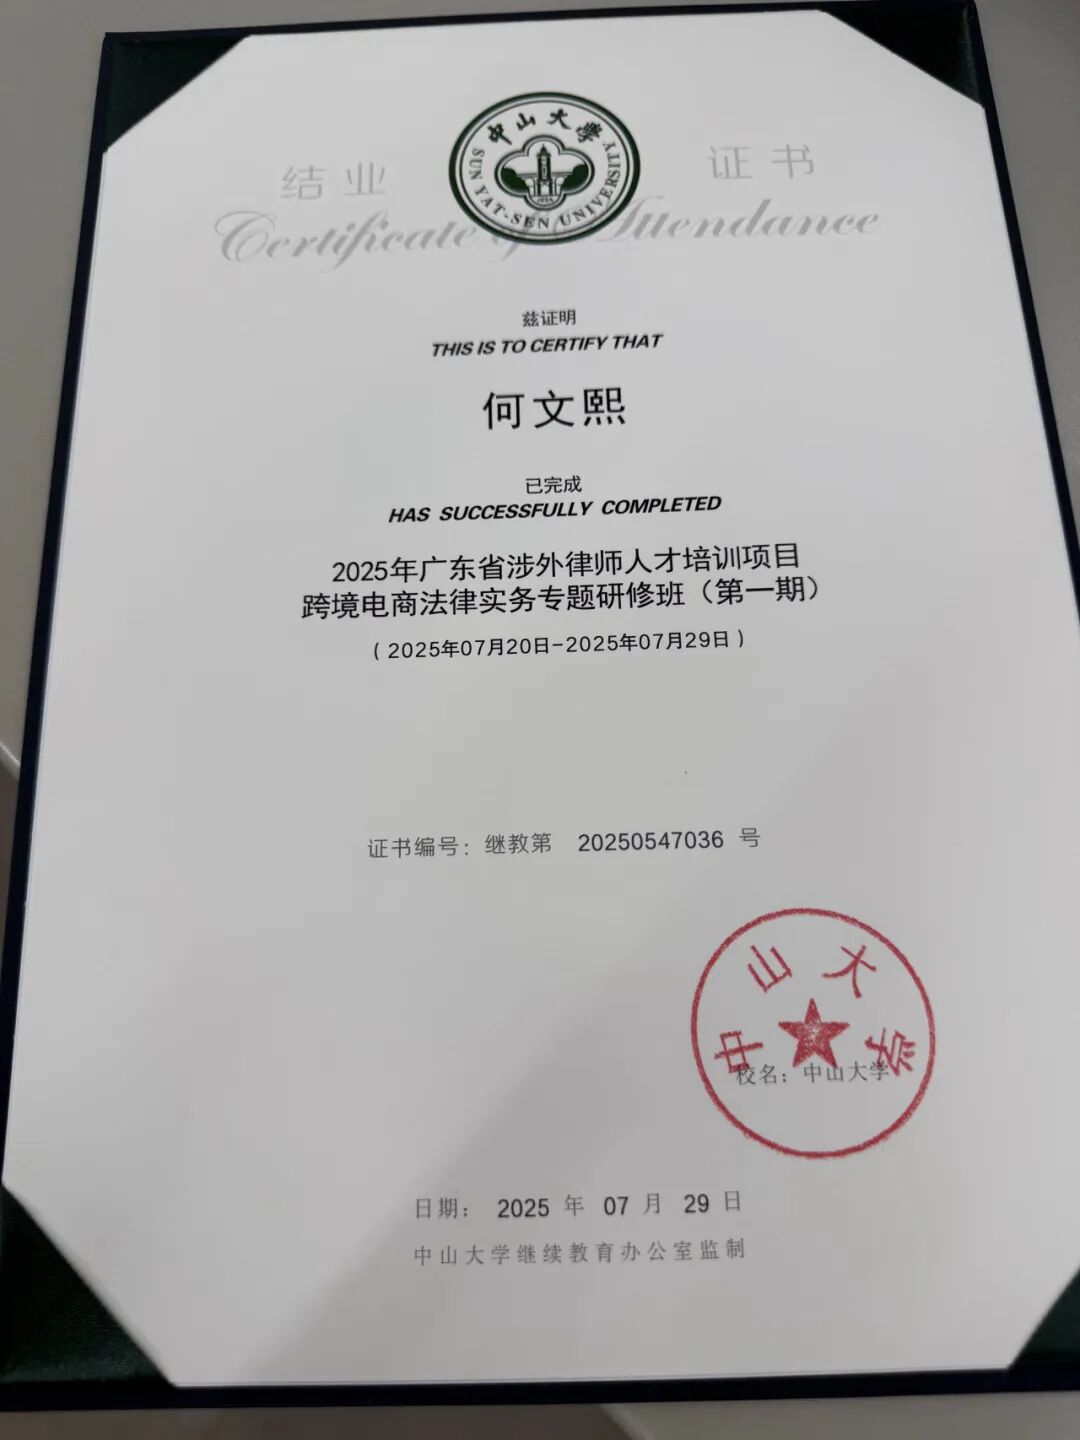 中山大学
SUN YAT-SEN UNIVERSITY
1924
结业 证书
Certificate of Attendance
兹证明
THIS IS TO CERTIFY THAT
何文熙
已完成
HAS SUCCESSFULLY COMPLETED
2025年广东省涉外律师人才培训项目
跨境电商法律实务专题研修班（第一期）
（2025年07月20日-2025年07月29日）
证书编号：继教第 20250547036 号
中山大学
校名：中山大学
日期： 2025 年 07 月 29 日
中山大学继续教育办公室监制